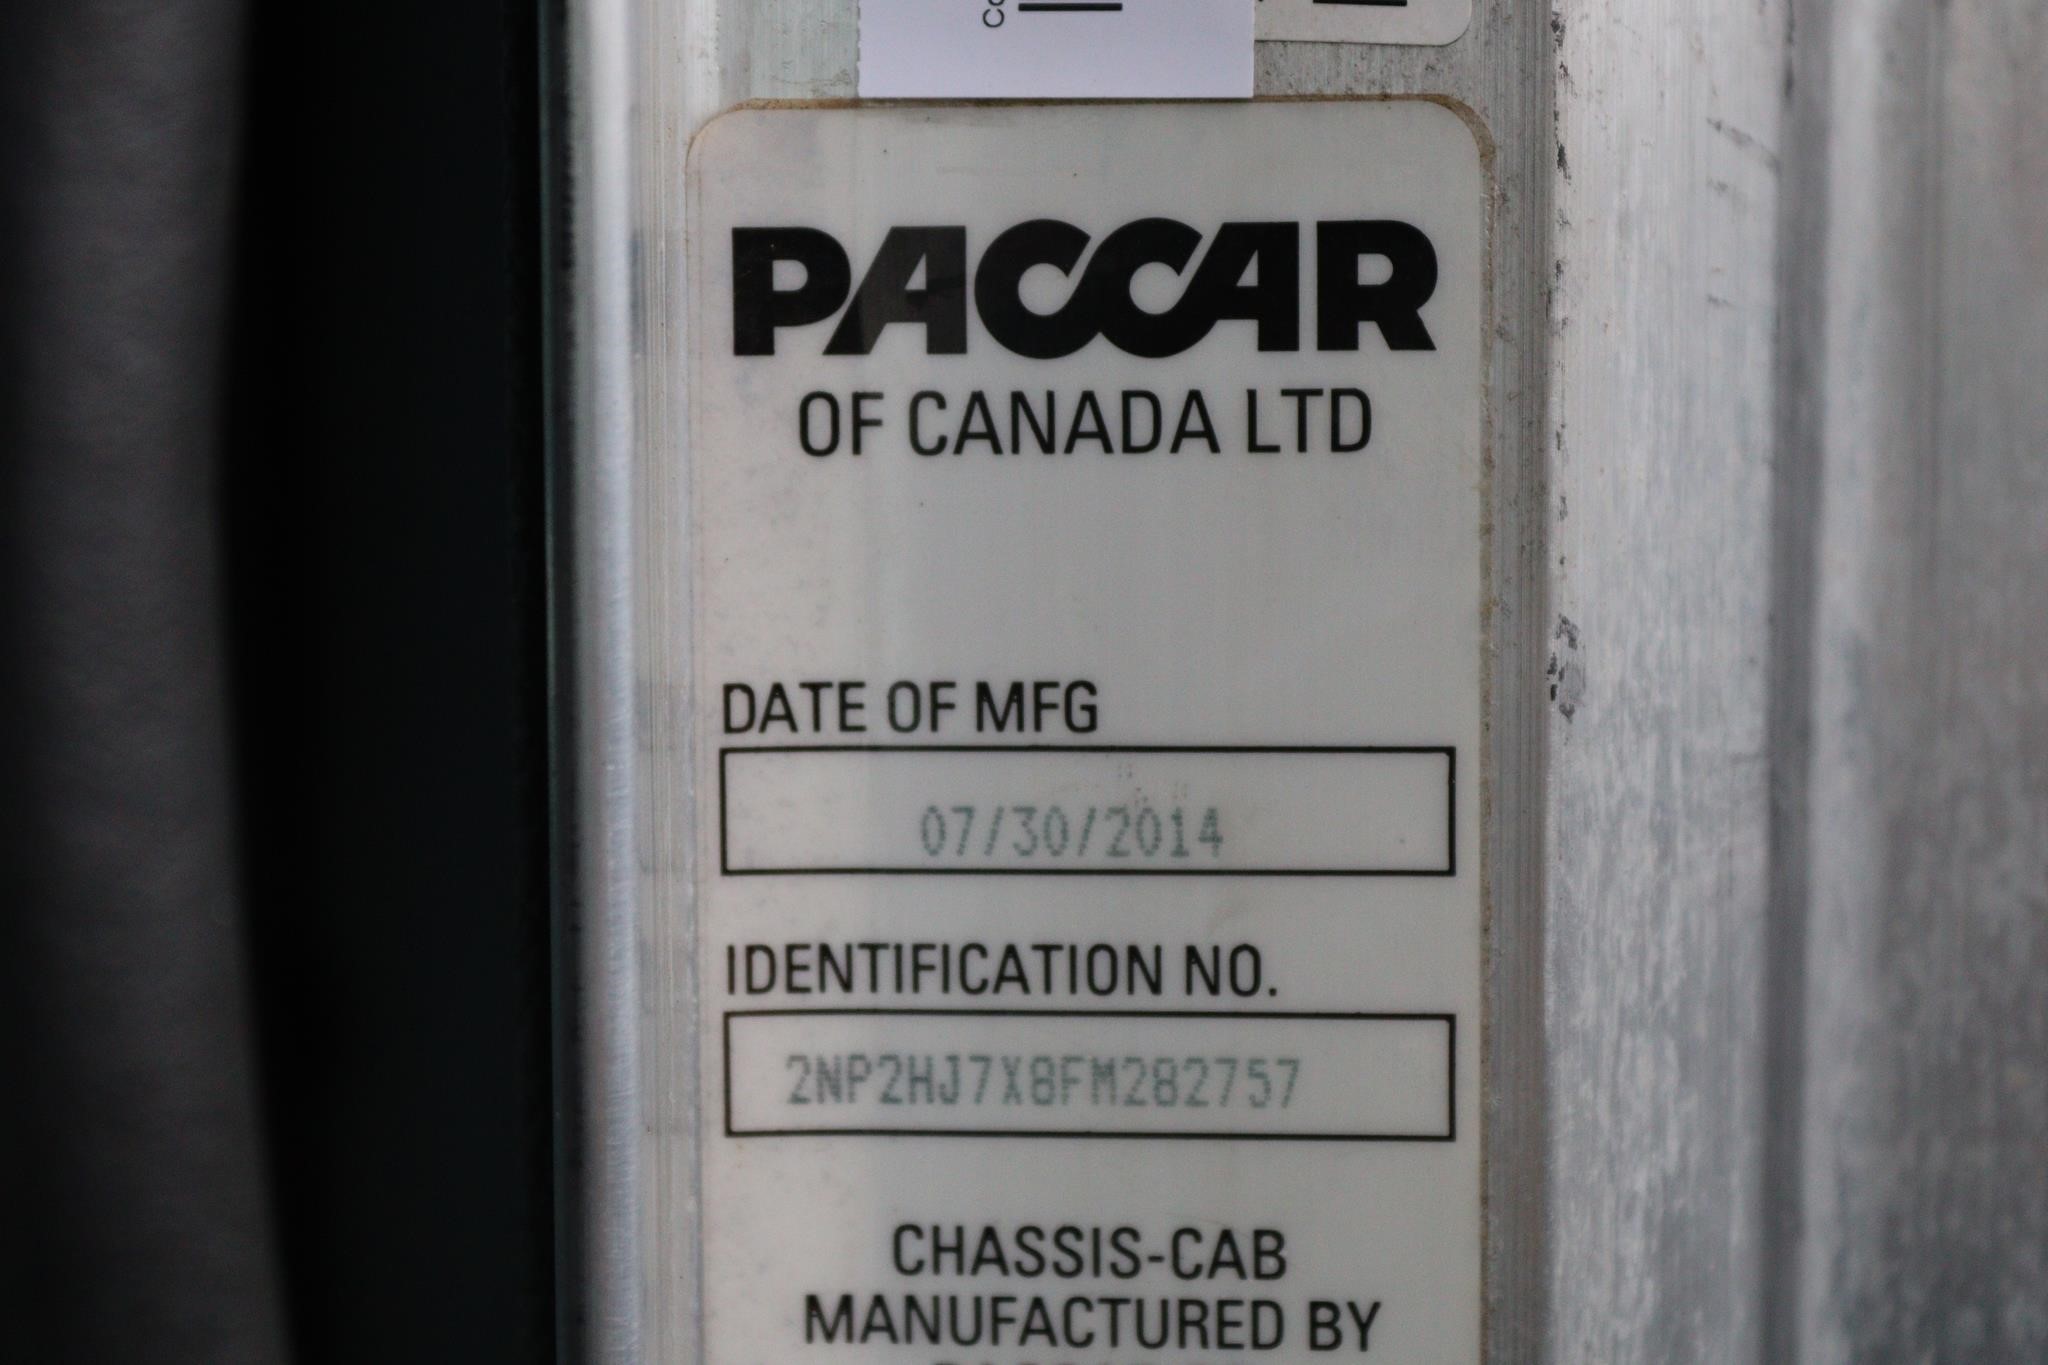 PACCAR
OF CANADA LTD
DATE OF MFG
07/30/2014
IDENTIFICATION NO.
2NP2HJ7X8FM282757
CHASSIS-CAB
MANUFACTURED BY